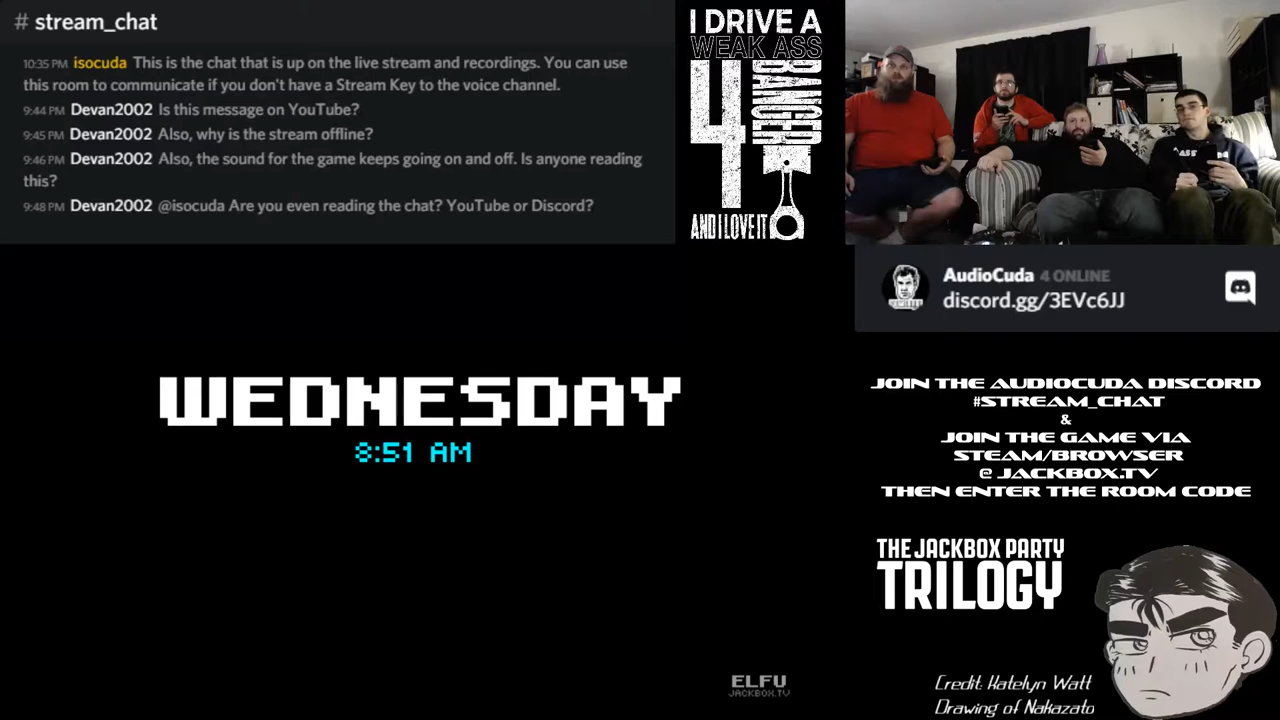 # stream_chat
10:35 PM isocuda This is the chat that is up on the live stream and recordings. You can use
this room to communicate if you don't have a Stream Key to the voice channel.
9:44 PM Devan2002 Is this message on YouTube?
9:45 PM Devan2002 Also, why is the stream offline?
9:46 PM Devan2002 Also, the sound for the game keeps going on and off. Is anyone reading
this?
9:48 PM Devan2002 @isocuda Are you even reading the chat? YouTube or Discord?
I DRIVE A
WEAK ASS
4
BANGER
BANGER
AND I LOVE IT
AudioCuda 4 ONLINE
discord.gg/3EVc6JJ
WEDNESDAY
8:51 AM
JOIN THE AUDIOCUDA DISCORD
#STREAM_CHAT
&
JOIN THE GAME VIA
STEAM/BROWSER
@ JACKBOX.TV
THEN ENTER THE ROOM CODE
THE JACKBOX PARTY
TRILOGY
ELFU
JACKBOX.TV
Credit: Katelyn Watt
Drawing of Nakazato